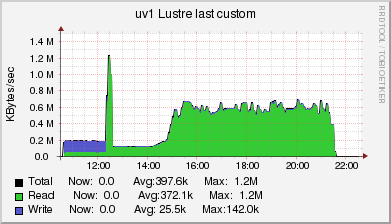 uv1 Lustre last custom
RRDTOOL / TOBI OETIKER
KBytes/sec
1.4 M
1.2 M
1.0 M
0.8 M
0.6 M
0.4 M
0.2 M
0.0
12:00 14:00 16:00 18:00 20:00 22:00
Total Now: 0.0 Avg:397.6k Max: 1.2M
Read Now: 0.0 Avg:372.1k Max: 1.2M
Write Now: 0.0 Avg: 25.5k Max:142.0k